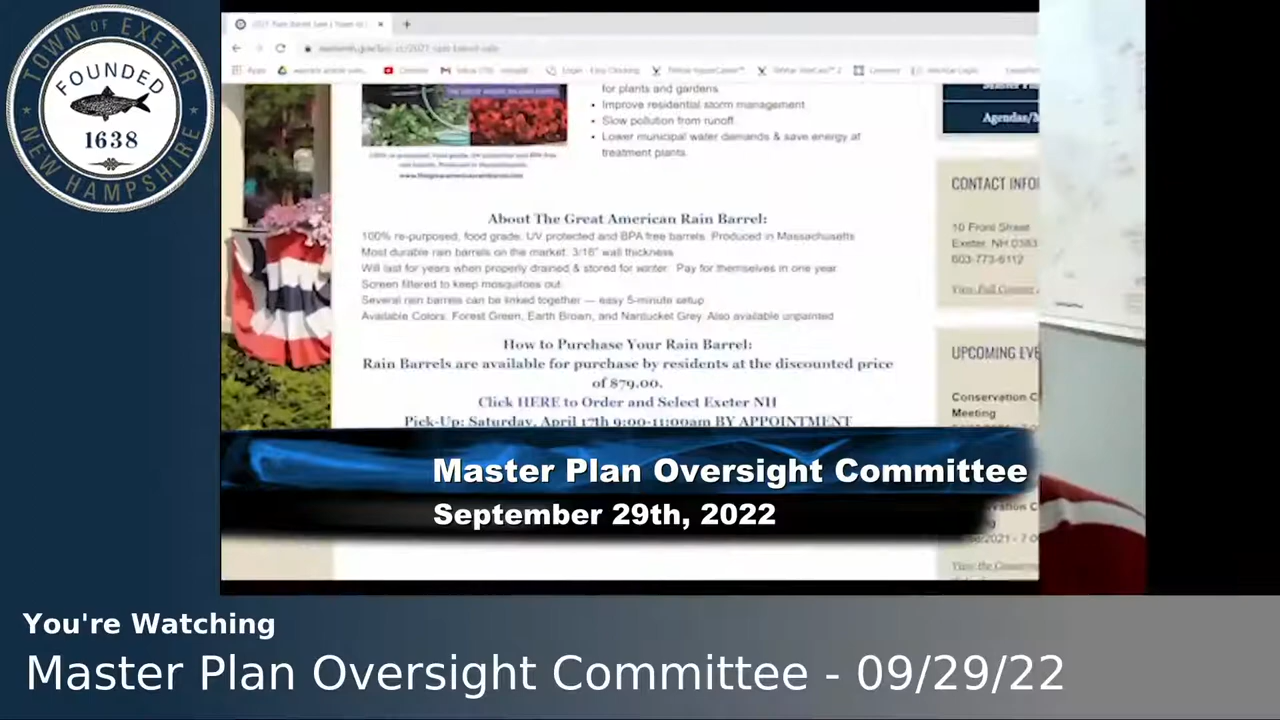 TOWN OF EXETER
FOUNDED
1638
NEW HAMPSHIRE
for plants and gardens
• Improve residential storm management
• Slow pollution from runoff
• Lower municipal water demands & save energy at
treatment plants.
About The Great American Rain Barrel:
100% re-purposed, food grade, UV protected and BPA free barrels. Produced in Massachusetts
Most durable rain barrels on the market. 3/16" wall thickness
Will last for years when properly drained & stored for winter. Pay for themselves in one year.
Screen filtered to keep mosquitoes out.
Several rain barrels can be linked together — easy 5-minute setup
Available Colors: Forest Green, Earth Brown, and Nantucket Grey. Also available unpainted
How to Purchase Your Rain Barrel:
Rain Barrels are available for purchase by residents at the discounted price
of $79.00.
Click HERE to Order and Select Exeter NH
Pick-Up: Saturday, April 17th 9:00-11:00am BY APPOINTMENT
Agendas/M
CONTACT INFO
10 Front Street
Exeter, NH 0383
603-773-6112
UPCOMING EVE
Conservation C
Meeting
Master Plan Oversight Committee
September 29th, 2022
You're Watching
Master Plan Oversight Committee - 09/29/22